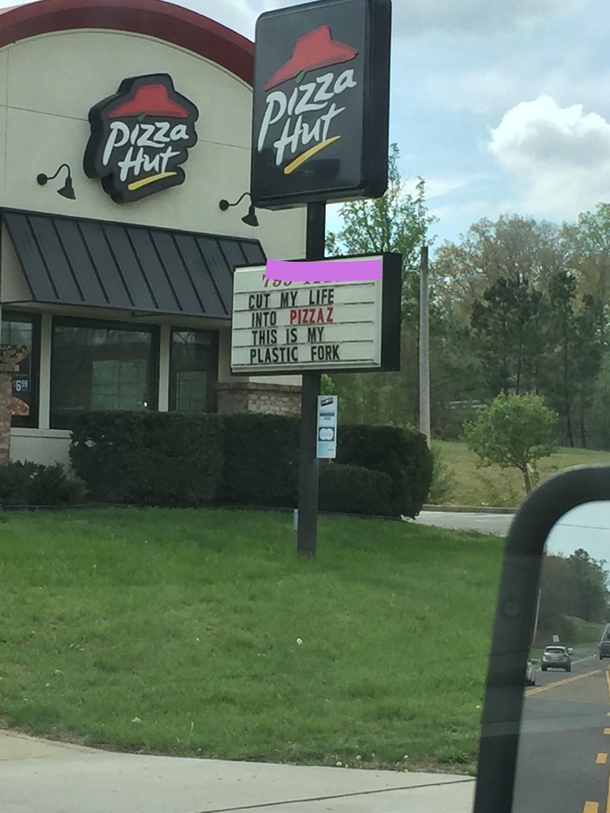 Pizza
Hut
Pizza
Hut
CUT MY LIFE
INTO PIZZAZ
THIS IS MY
PLASTIC FORK